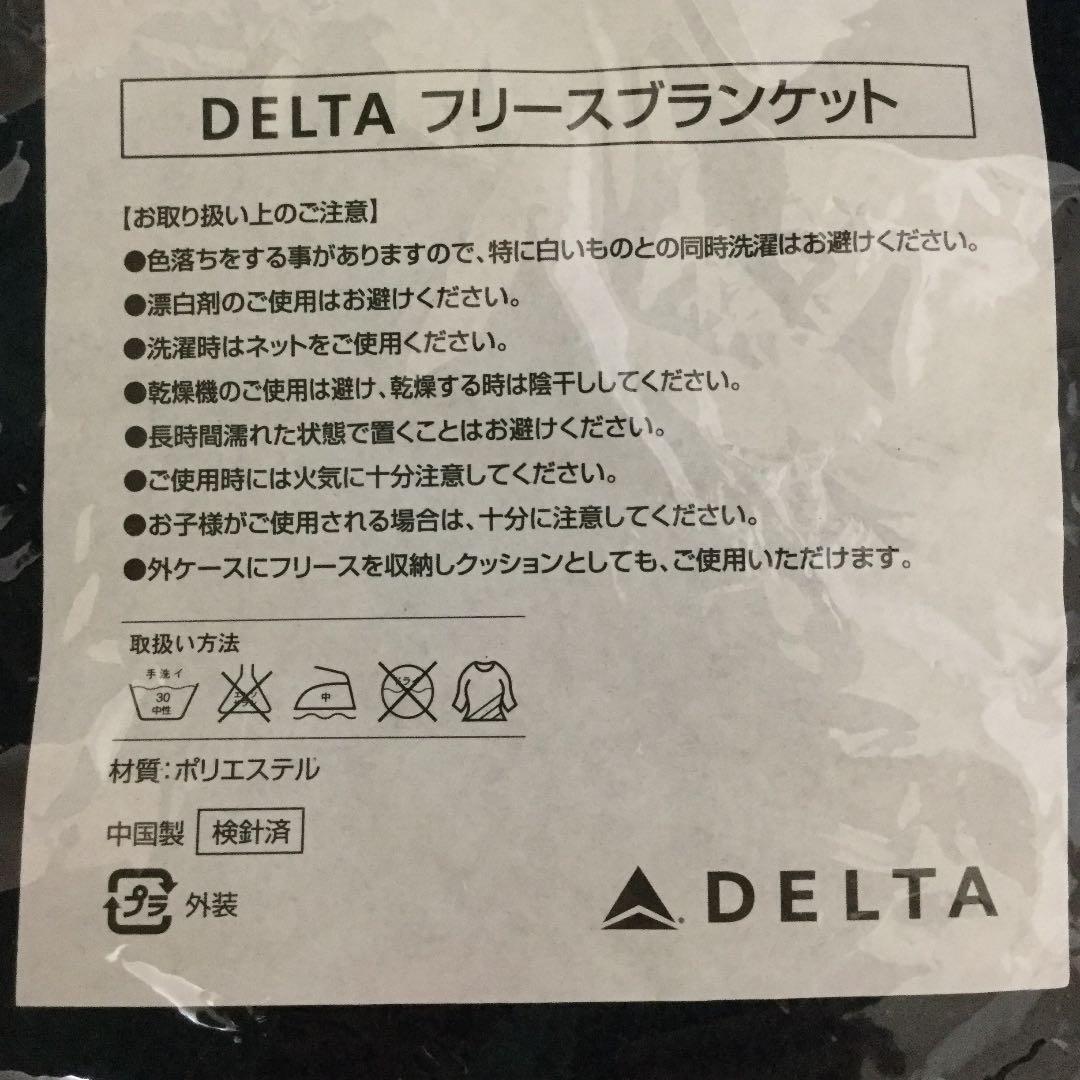 DELTA フリースブランケット
【お取り扱い上のご注意】
●色落ちをする事がありますので、特に白いものとの同時洗濯はお避けください。
●漂白剤のご使用はお避けください。
●洗濯時はネットをご使用ください。
●乾燥機のご使用は避け、乾燥する時は陰干ししてください。
●長時間濡れた状態で置くことはお避けください。
●ご使用時には火気に十分注意してください。
●お子様がご使用される場合は、十分に注意してください。
●外ケースにフリースを収納しクッションとしても、ご使用いただけます。
取扱い方法
手洗イ
30
中性
エンソ
サラシ
中
ドライ
材質：ポリエステル
中国製 検針済
プラ 外装
DELTA